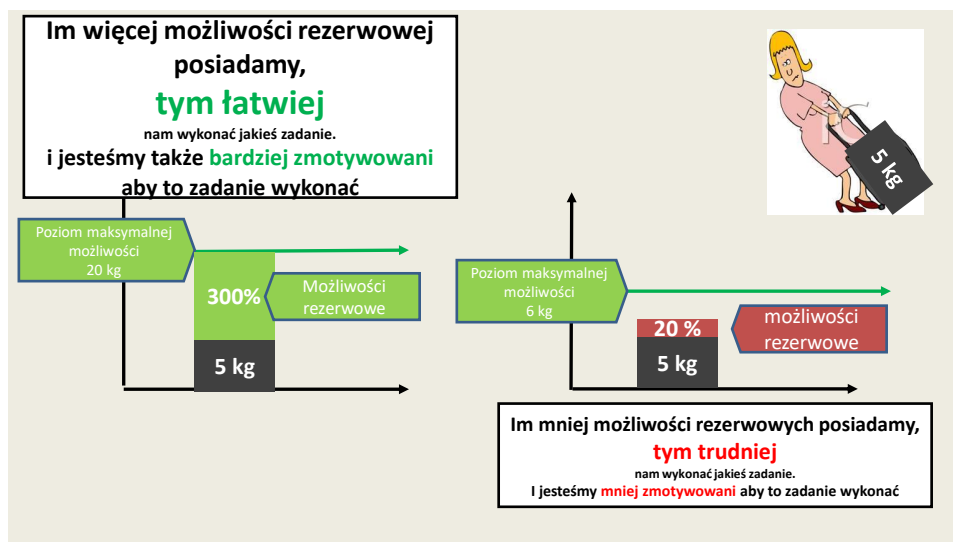 Im więcej możliwości rezerwowej
posiadamy,
tym łatwiej
nam wykonać jakieś zadanie.
i jesteśmy także bardziej zmotywowani
aby to zadanie wykonać
5 kg
Poziom maksymalnej
możliwości
20 kg
300%
Możliwości
rezerwowe
5 kg
Poziom maksymalnej
możliwości
6 kg
20 %
możliwości
rezerwowe
5 kg
Im mniej możliwości rezerwowych posiadamy,
tym trudniej
nam wykonać jakieś zadanie.
I jesteśmy mniej zmotywowani aby to zadanie wykonać